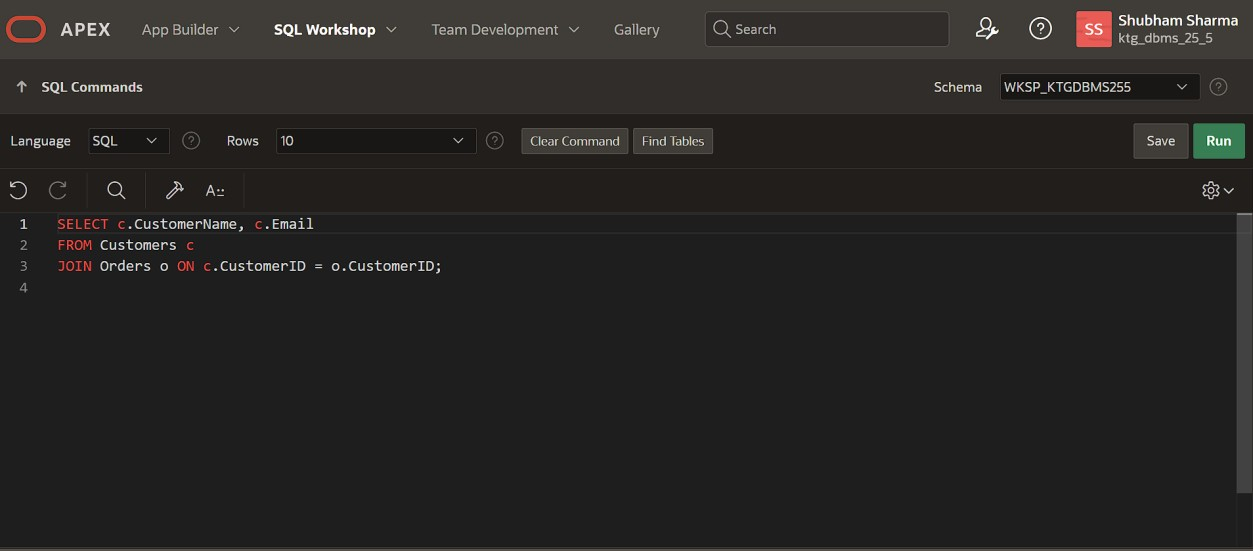 APEX App Builder SQL Workshop Team Development Gallery Search Shubham Sharma
SS ktg_dbms_25_5
SQL Commands Schema WKSP_KTGDBMS255
Language SQL Rows 10 Clear Command Find Tables Save Run
A::
1 SELECT c.CustomerName, c.Email
2 FROM Customers c
3 JOIN Orders o ON c.CustomerID = o.CustomerID;
4